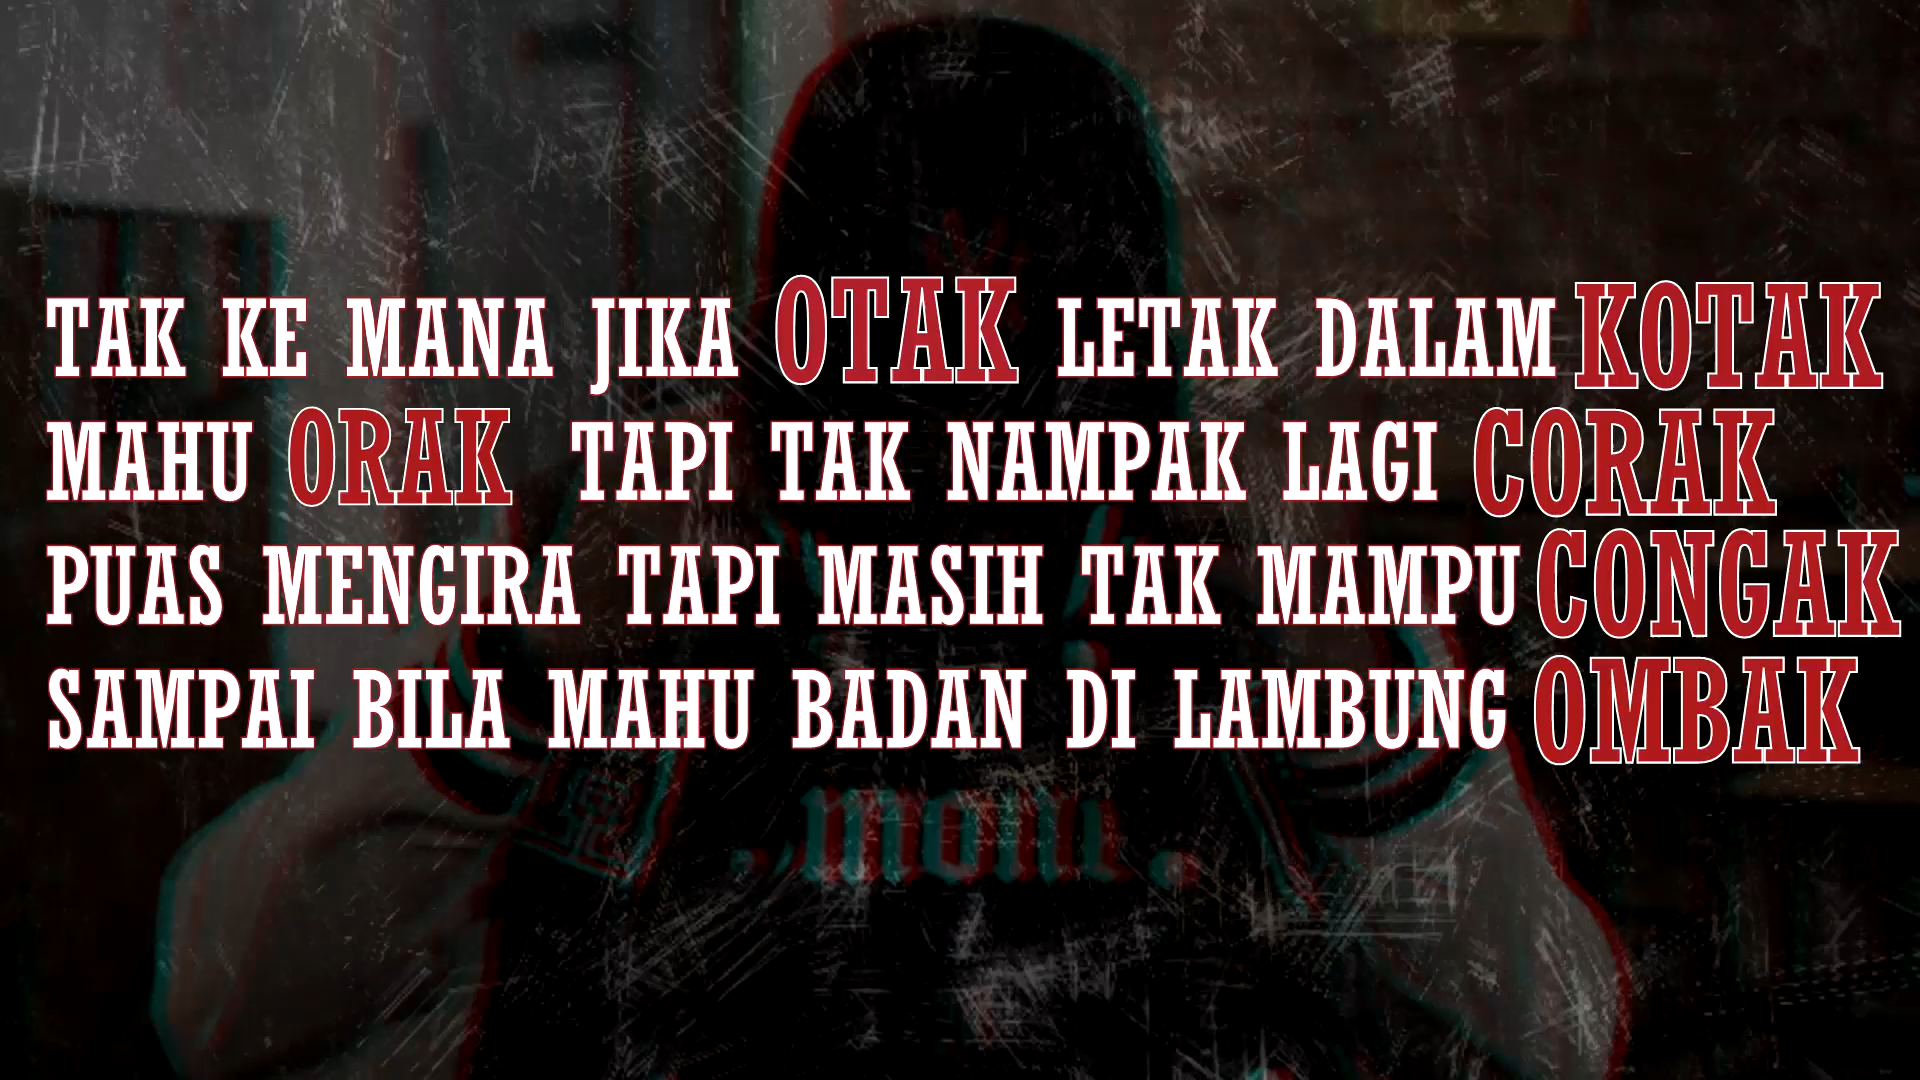 TAK KE MANA JIKA OTAK LETAK DALAM KOTAK
MAHU ORAK TAPI TAK NAMPAK LAGI CORAK
PUAS MENGIRA TAPI MASIH TAK MAMPU CONGAK
SAMPAI BILA MAHU BADAN DI LAMBUNG OMBAK